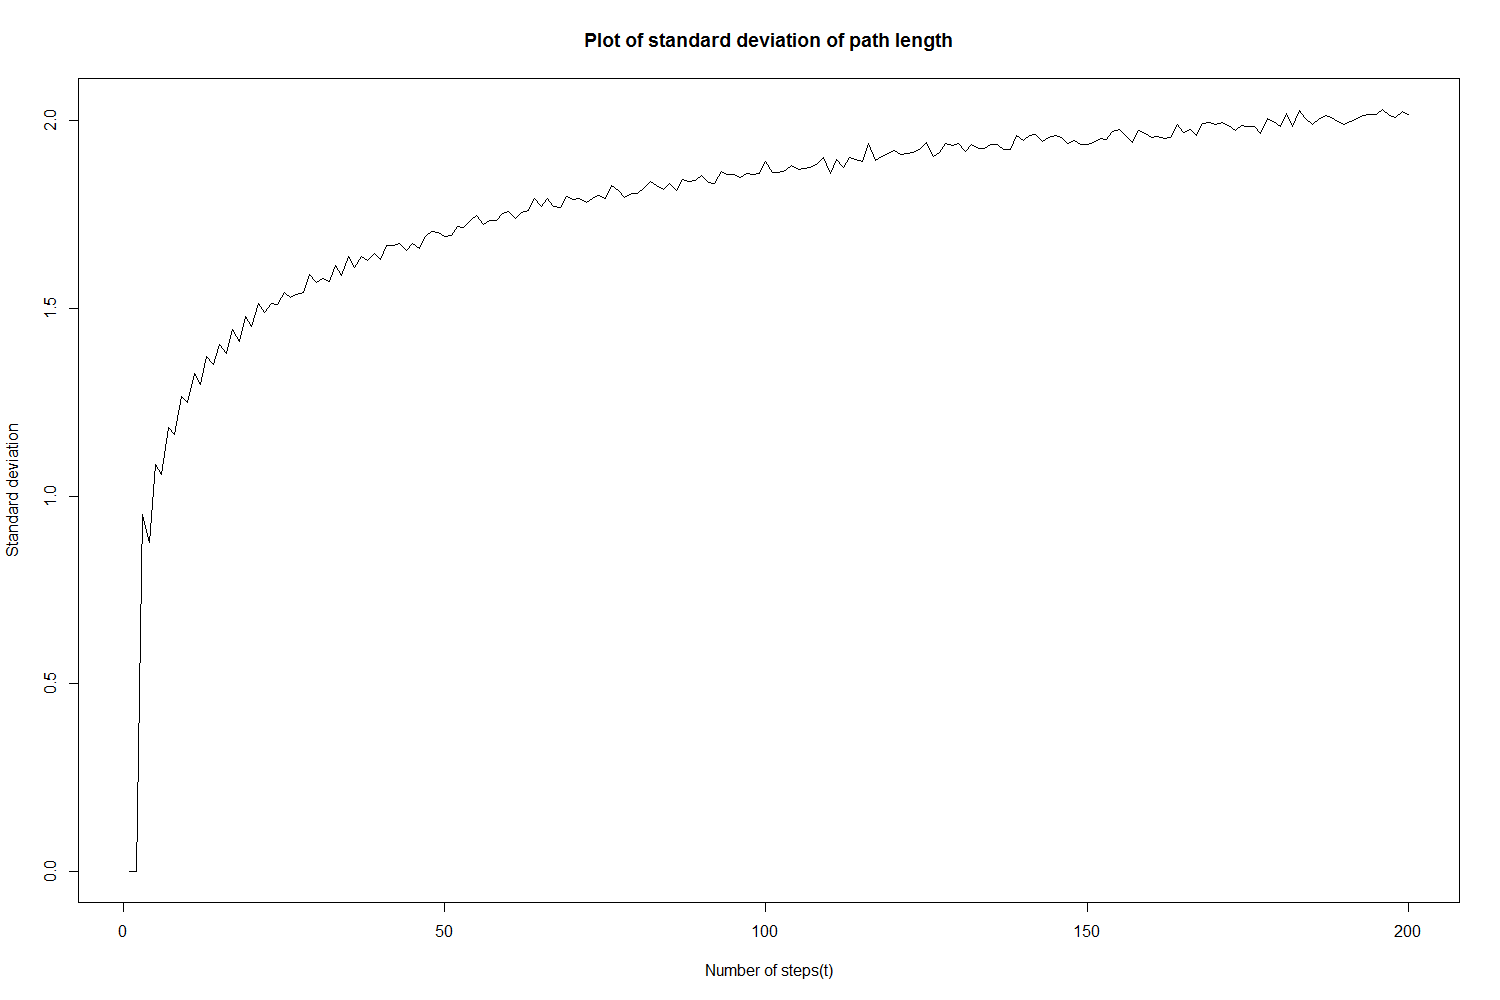 Plot of standard deviation of path length
Standard deviation
2.0
1.5
1.0
0.5
0.0
0 50 100 150 200
Number of steps(t)